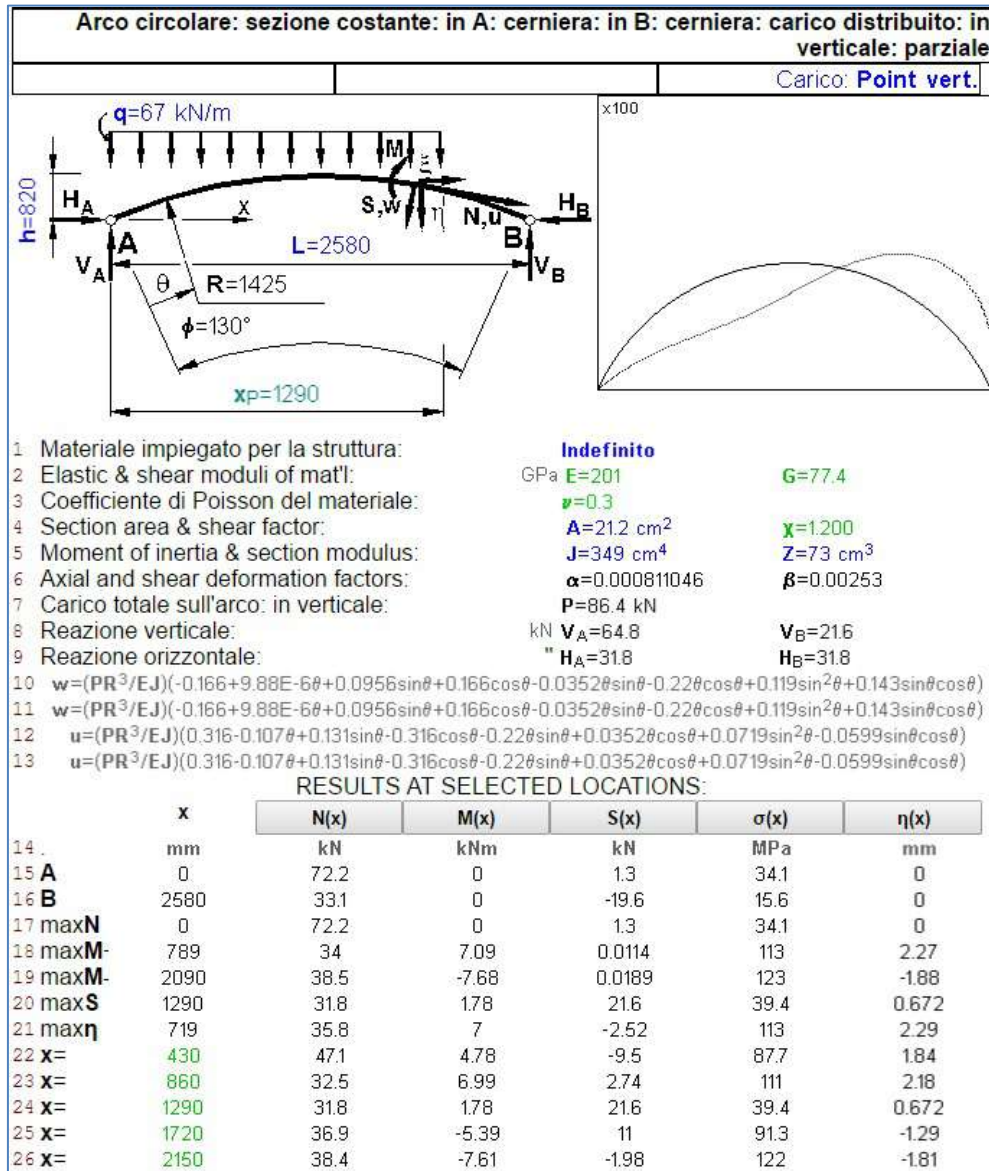 Arco circolare: sezione costante: in A: cerniera: in B: cerniera: carico distribuito: in
verticale: parziale
Carico: Point vert.
q=67 kN/m
x100
M
ξ
h=820
H_A
X
S,w
η
N,u
H_B
A
L=2580
B
V_A
V_B
θ
R=1425
ϕ=130°
xP=1290
1 Materiale impiegato per la struttura: Indefinito
2 Elastic & shear moduli of mat'l: GPa E=201 G=77.4
3 Coefficiente di Poisson del materiale: ν=0.3
4 Section area & shear factor: A=21.2 cm² χ=1.200
5 Moment of inertia & section modulus: J=349 cm⁴ Z=73 cm³
6 Axial and shear deformation factors: α=0.000811046 β=0.00253
7 Carico totale sull'arco: in verticale: P=86.4 kN
8 Reazione verticale: kN V_A=64.8 V_B=21.6
9 Reazione orizzontale: " H_A=31.8 H_B=31.8
10 w=(PR³/EJ)(-0.166+9.88E-6θ+0.0956sinθ+0.166cosθ-0.0352θsinθ-0.22θcosθ+0.119sin²θ+0.143sinθcosθ)
11 w=(PR³/EJ)(-0.166+9.88E-6θ+0.0956sinθ+0.166cosθ-0.0352θsinθ-0.22θcosθ+0.119sin²θ+0.143sinθcosθ)
12 u=(PR³/EJ)(0.316-0.107θ+0.131sinθ-0.316cosθ-0.22θsinθ+0.0352θcosθ+0.0719sin²θ-0.0599sinθcosθ)
13 u=(PR³/EJ)(0.316-0.107θ+0.131sinθ-0.316cosθ-0.22θsinθ+0.0352θcosθ+0.0719sin²θ-0.0599sinθcosθ)
RESULTS AT SELECTED LOCATIONS:
x N(x) M(x) S(x) σ(x) η(x)
14 . mm kN kNm kN MPa mm
15 A 0 72.2 0 1.3 34.1 0
16 B 2580 33.1 0 -19.6 15.6 0
17 maxN 0 72.2 0 1.3 34.1 0
18 maxM- 789 34 7.09 0.0114 113 2.27
19 maxM- 2090 38.5 -7.68 0.0189 123 -1.88
20 maxS 1290 31.8 1.78 21.6 39.4 0.672
21 maxη 719 35.8 7 -2.52 113 2.29
22 x= 430 47.1 4.78 -9.5 87.7 1.84
23 x= 860 32.5 6.99 2.74 111 2.18
24 x= 1290 31.8 1.78 21.6 39.4 0.672
25 x= 1720 36.9 -5.39 11 91.3 -1.29
26 x= 2150 38.4 -7.61 -1.98 122 -1.81